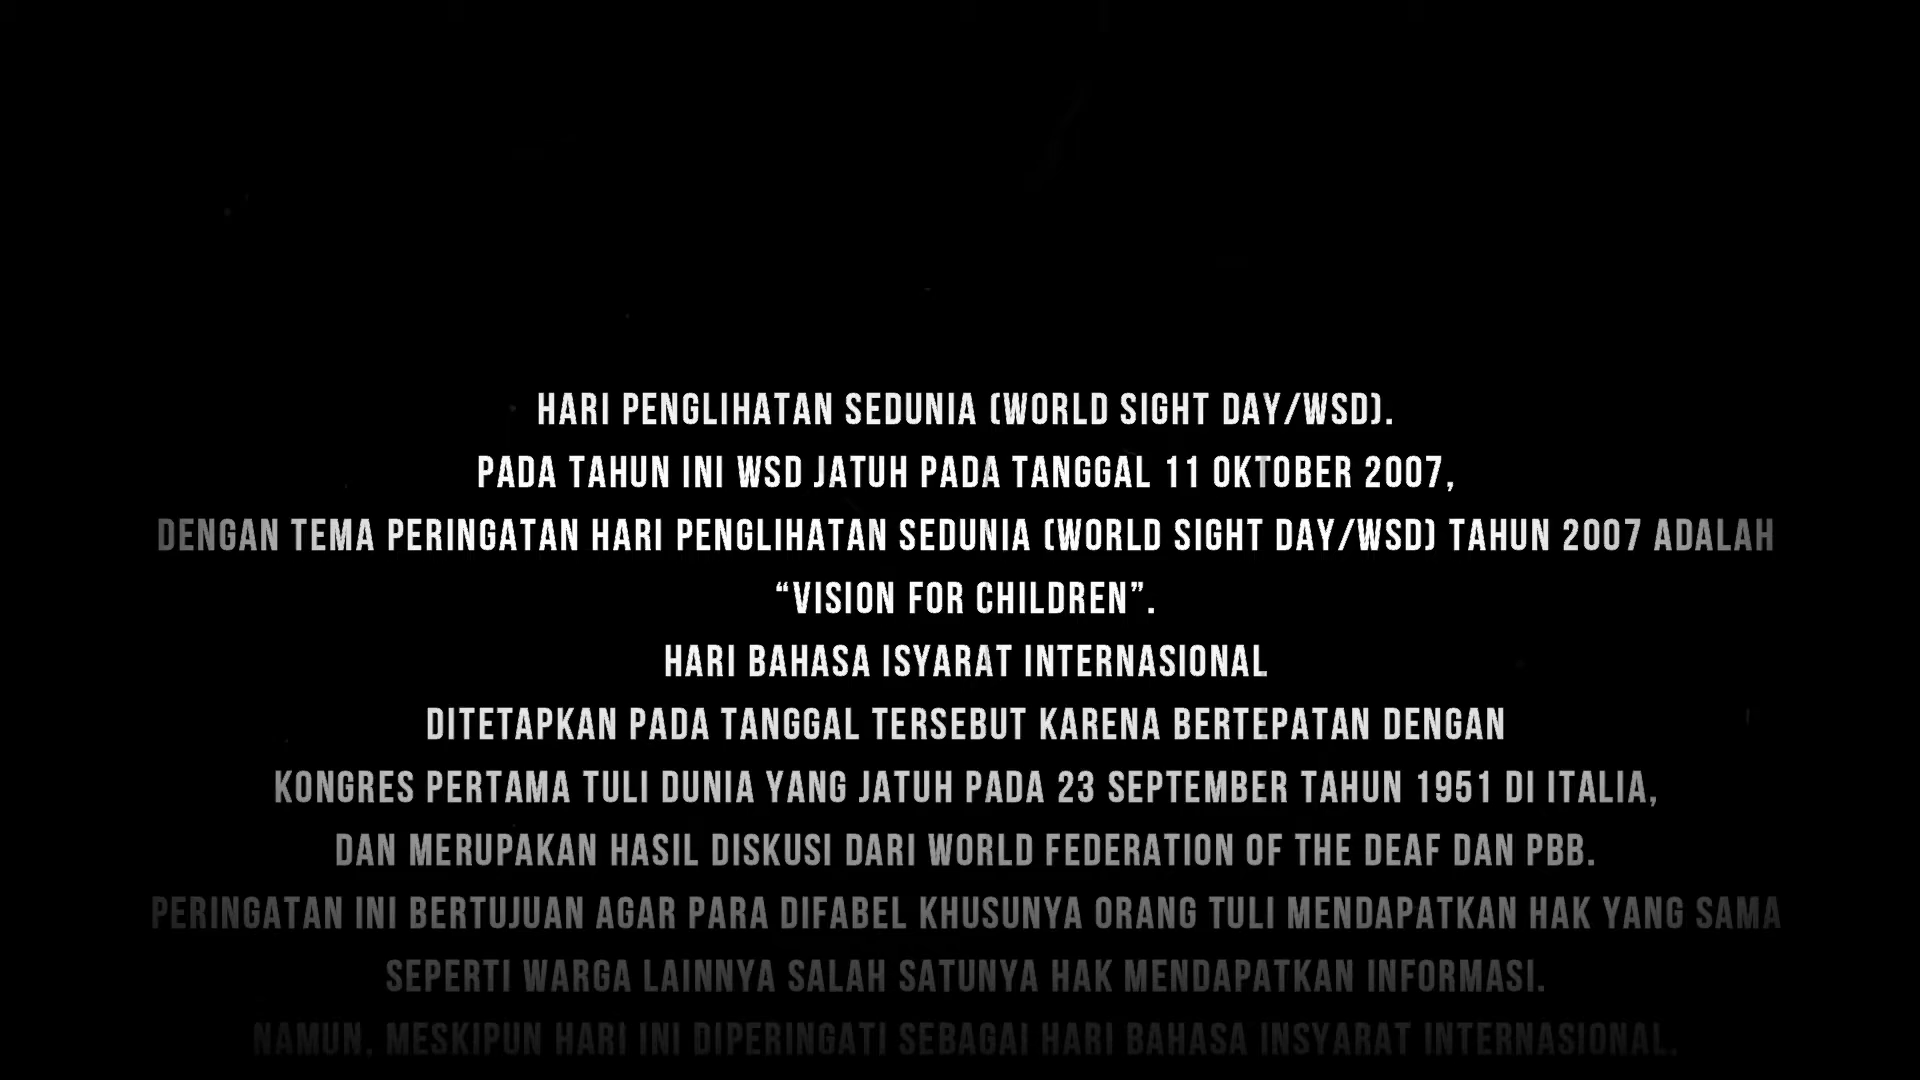 HARI PENGLIHATAN SEDUNIA (WORLD SIGHT DAY/WSD).
PADA TAHUN INI WSD JATUH PADA TANGGAL 11 OKTOBER 2007,
DENGAN TEMA PERINGATAN HARI PENGLIHATAN SEDUNIA (WORLD SIGHT DAY/WSD) TAHUN 2007 ADALAH
“VISION FOR CHILDREN”.
HARI BAHASA ISYARAT INTERNASIONAL
DITETAPKAN PADA TANGGAL TERSEBUT KARENA BERTEPATAN DENGAN
KONGRES PERTAMA TULI DUNIA YANG JATUH PADA 23 SEPTEMBER TAHUN 1951 DI ITALIA,
DAN MERUPAKAN HASIL DISKUSI DARI WORLD FEDERATION OF THE DEAF DAN PBB.
PERINGATAN INI BERTUJUAN AGAR PARA DIFABEL KHUSUNYA ORANG TULI MENDAPATKAN HAK YANG SAMA
SEPERTI WARGA LAINNYA SALAH SATUNYA HAK MENDAPATKAN INFORMASI.
NAMUN, MESKIPUN HARI INI DIPERINGATI SEBAGAI HARI BAHASA INSYARAT INTERNASIONAL.